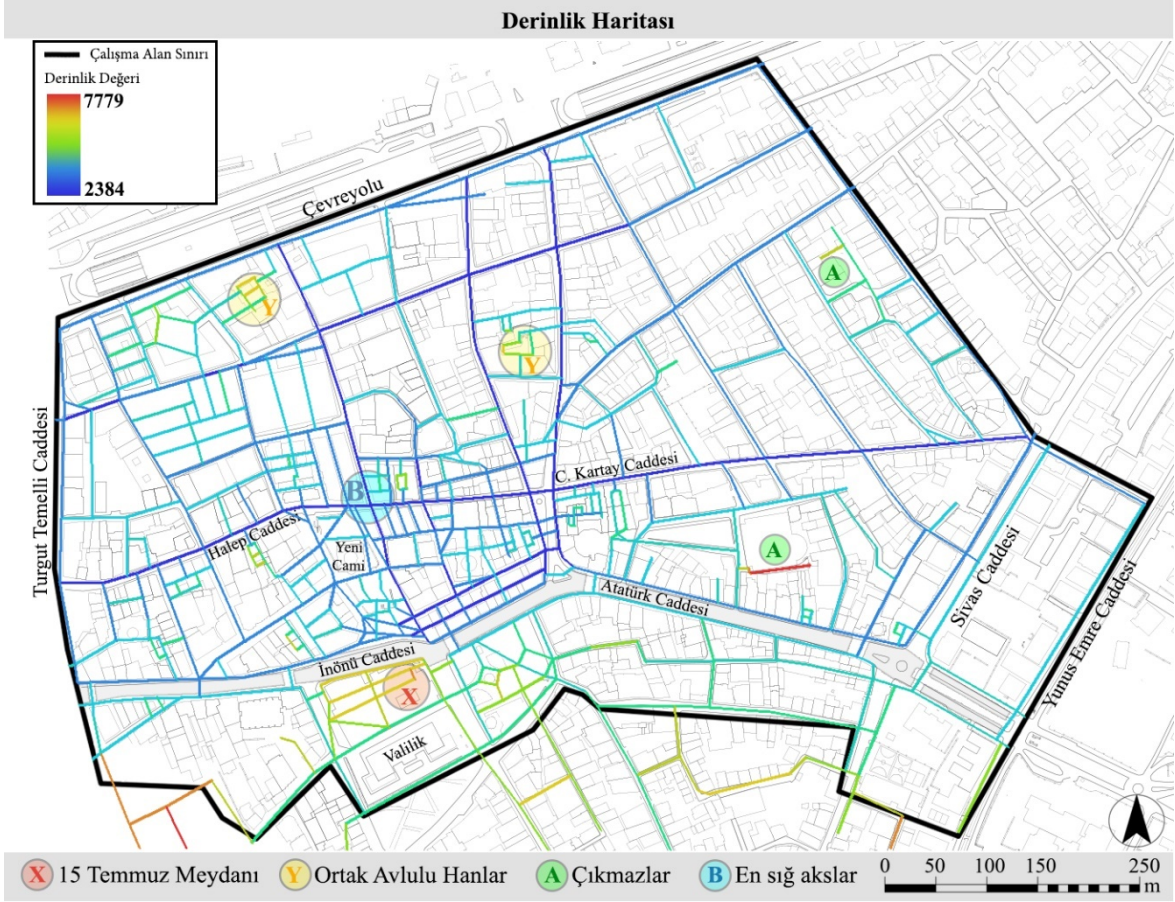 Derinlik Haritası
Çalışma Alan Sınırı
Derinlik Değeri
7779
2384
Çevreyolu
Y
A
Y
Turgut Temelli Caddesi
C. Kartay Caddesi
B
Halep Caddesi
Yeni
Cami
A
Atatürk Caddesi
Sivas Caddesi
Yunus Emre Caddesi
İnönü Caddesi
X
Valilik
X 15 Temmuz Meydanı
Y Ortak Avlulu Hanlar
A Çıkmazlar
B En sığ akslar
0 50 100 150 250
m